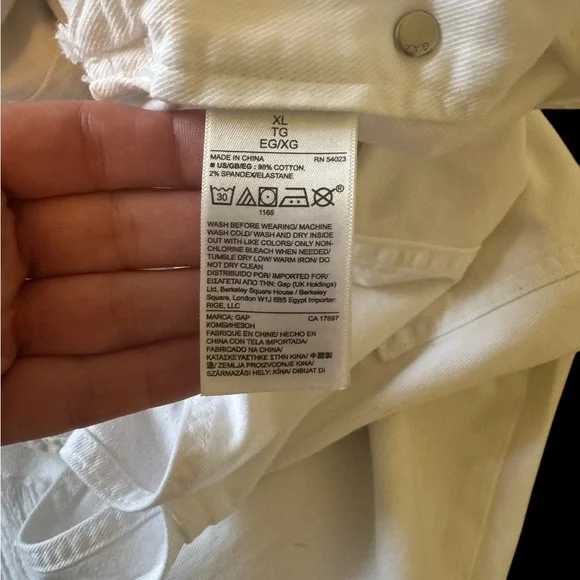 GAP
XL
TG
EG/XG
MADE IN CHINA RN 54023
■ US/GB/EG : 98% COTTON,
2% SPANDEX/ELASTANE
30
®
1166
WASH BEFORE WEARING/ MACHINE
WASH COLD/ WASH AND DRY INSIDE
OUT WITH LIKE COLORS/ ONLY NON-
CHLORINE BLEACH WHEN NEEDED/
TUMBLE DRY LOW/ WARM IRON/ DO
NOT DRY CLEAN
DISTRIBUIDO POR/ IMPORTED FOR/
ΕΙΣΑΓΕΤΑΙ ΑΠΟ ΤΗΝ: Gap (UK Holdings)
Ltd, Berkeley Square House / Berkeley
Square, London W1J 6BS Egypt Importer:
RIGE, LLC
MARCA: GAP CA 17897
КОМБИНЕЗОН
FABRIQUE EN CHINE/ HECHO EN
CHINA CON TELA IMPORTADA/
FABRICADO NA CHINA/
ΚΑΤΑΣΚΕΥΑΣΤΗΚΕ ΣΤΗΝ ΚΙΝΑ/ 中國製
造/ ZEMLJA PROIZVODNJE KINA/
SZÁRMAZÁSI HELY: KÍNA/ DIBUAT DI